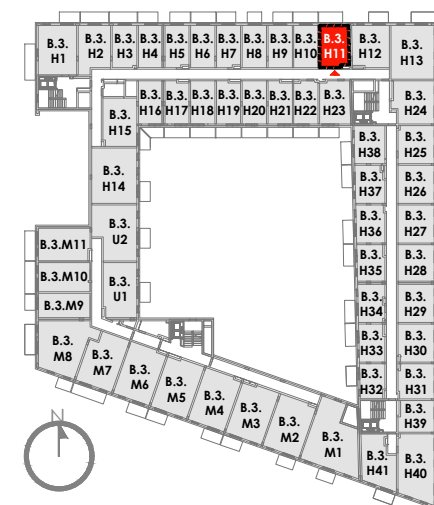 B.3.
H1
B.3.
H2
B.3.
H3
B.3.
H4
B.3.
H5
B.3.
H6
B.3.
H7
B.3.
H8
B.3.
H9
B.3.
H10
B.3.
H11
B.3.
H12
B.3.
H13
B.3.
H16
B.3.
H17
B.3.
H18
B.3.
H19
B.3.
H20
B.3.
H21
B.3.
H22
B.3.
H23
B.3.
H24
B.3.
H15
B.3.
H38
B.3.
H25
B.3.
H14
B.3.
H37
B.3.
H26
B.3.
U2
B.3.
H36
B.3.
H27
B.3.M11
B.3.
H35
B.3.
H28
B.3.M10
B.3.
U1
B.3.
H34
B.3.
H29
B.3.M9
B.3.
H33
B.3.
H30
B.3.
M8
B.3.
M7
B.3.
M6
B.3.
M5
B.3.
M4
B.3.
M3
B.3.
M2
B.3.
M1
B.3.
H32
B.3.
H31
B.3.
H39
B.3.
H41
B.3.
H40
N